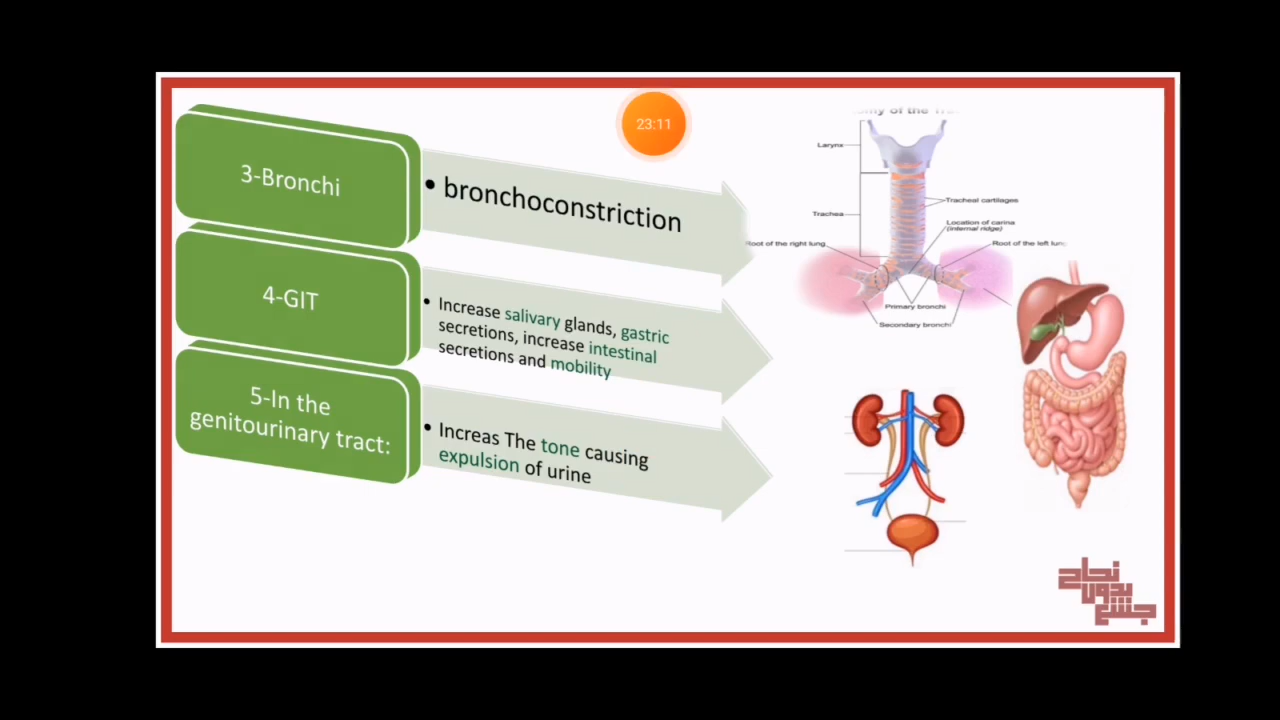 23:11
3-Bronchi
• bronchoconstriction
4-GIT
• Increase salivary glands, gastric
secretions, increase intestinal
secretions and mobility
5-In the
genitourinary tract:
• Increas The tone causing
expulsion of urine
Larynx
Trachea
Tracheal cartilages
Location of carina
(internal ridge)
Root of the right lung
Root of the left lung
Primary bronchi
Secondary bronchi
نجاح
بدون